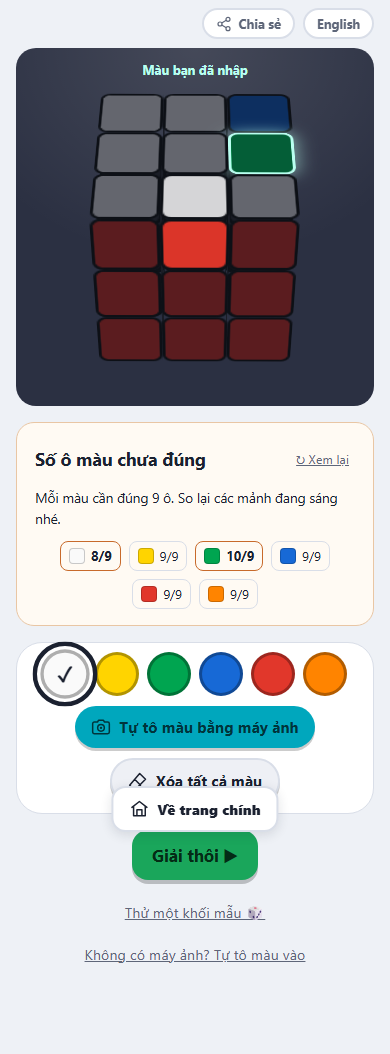 Chia sẻ
English
Màu bạn đã nhập
Số ô màu chưa đúng
↻ Xem lại
Mỗi màu cần đúng 9 ô. So lại các mảnh đang sáng
nhé.
8/9
9/9
10/9
9/9
9/9
9/9
✓
Tự tô màu bằng máy ảnh
Xóa tất cả màu
Về trang chính
Giải thôi ▶
Thử một khối mẫu 🎲
Không có máy ảnh? Tự tô màu vào